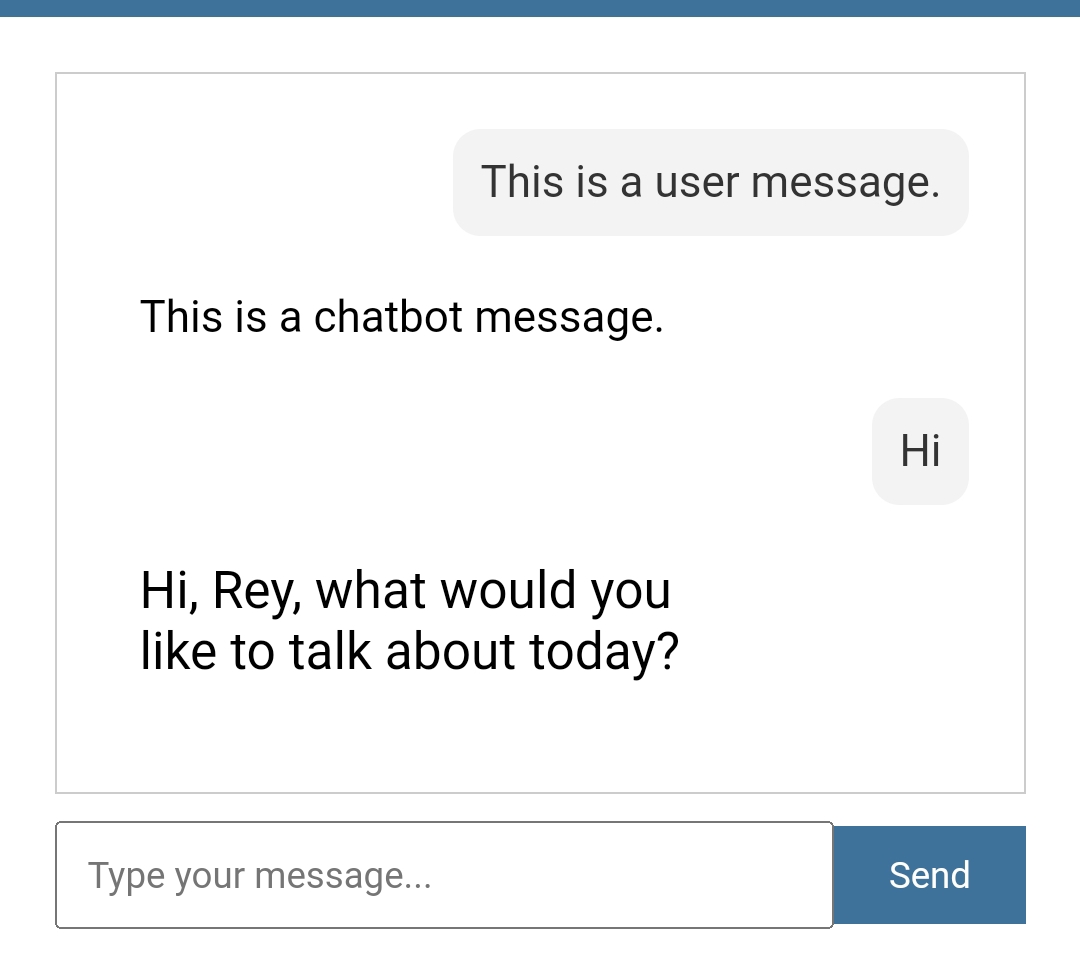 This is a user message.
This is a chatbot message.
Hi
Hi, Rey, what would you
like to talk about today?
Type your message...
Send